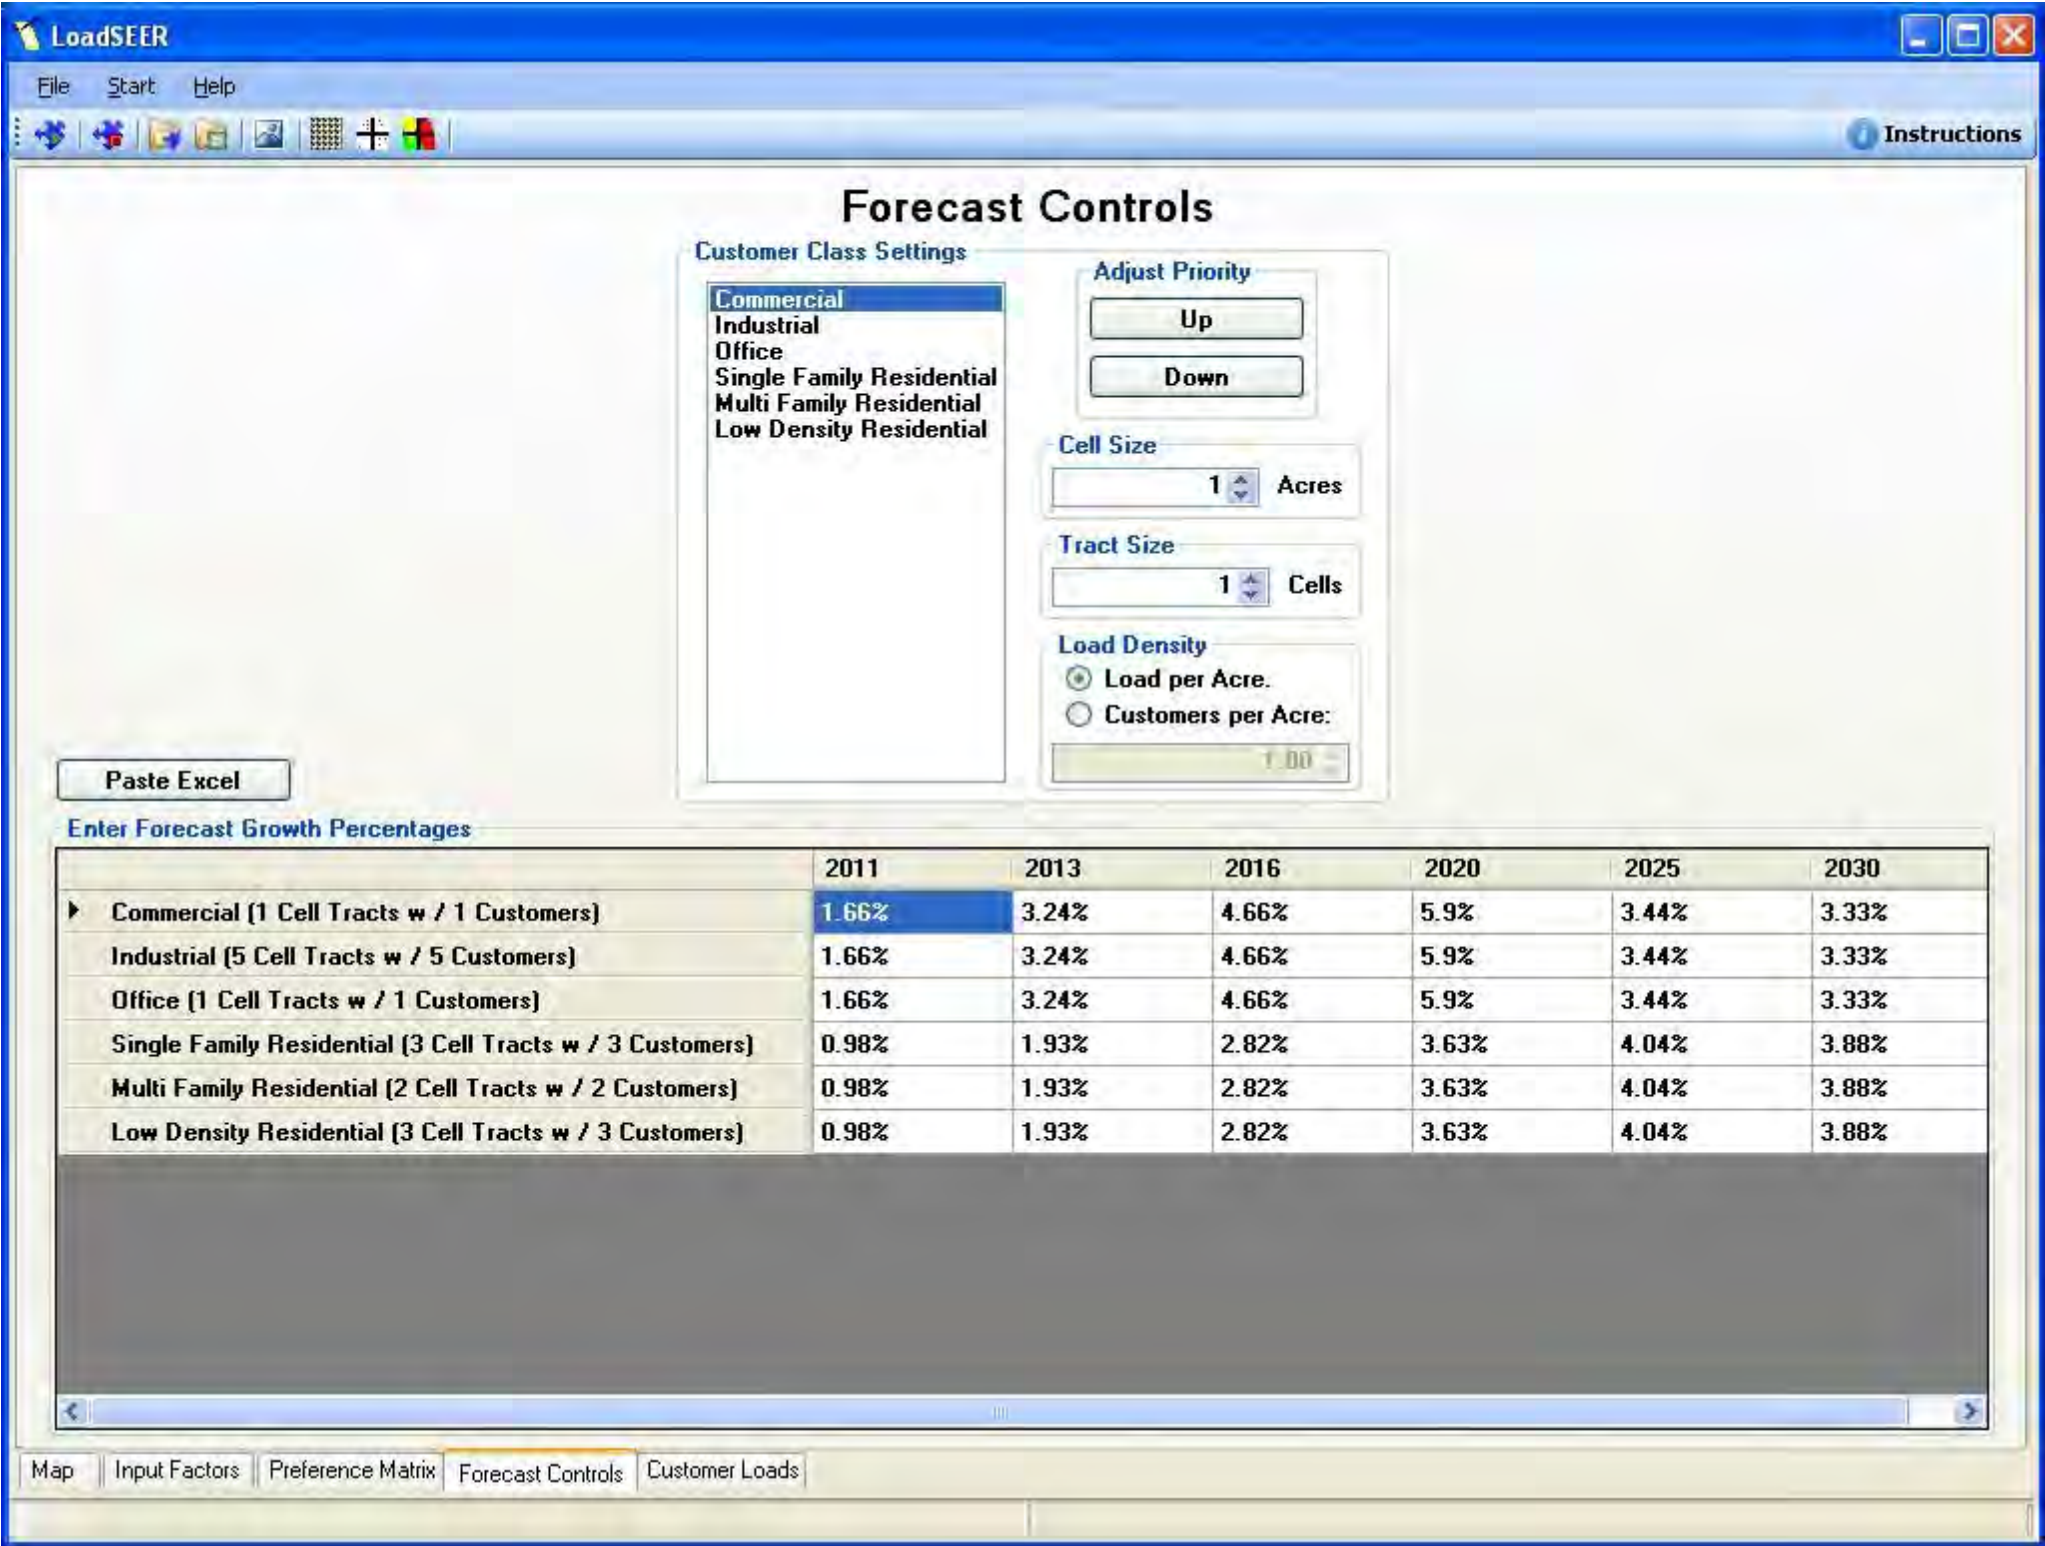 LoadSEER
File Start Help
Instructions
Forecast Controls
Customer Class Settings
Commercial
Industrial
Office
Single Family Residential
Multi Family Residential
Low Density Residential
Adjust Priority
Up
Down
Cell Size
1 Acres
Tract Size
1 Cells
Load Density
Load per Acre.
Customers per Acre:
1.00
Paste Excel
Enter Forecast Growth Percentages
2011 2013 2016 2020 2025 2030
Commercial (1 Cell Tracts w / 1 Customers) 1.66% 3.24% 4.66% 5.9% 3.44% 3.33%
Industrial (5 Cell Tracts w / 5 Customers) 1.66% 3.24% 4.66% 5.9% 3.44% 3.33%
Office (1 Cell Tracts w / 1 Customers) 1.66% 3.24% 4.66% 5.9% 3.44% 3.33%
Single Family Residential (3 Cell Tracts w / 3 Customers) 0.98% 1.93% 2.82% 3.63% 4.04% 3.88%
Multi Family Residential (2 Cell Tracts w / 2 Customers) 0.98% 1.93% 2.82% 3.63% 4.04% 3.88%
Low Density Residential (3 Cell Tracts w / 3 Customers) 0.98% 1.93% 2.82% 3.63% 4.04% 3.88%
Map Input Factors Preference Matrix Forecast Controls Customer Loads